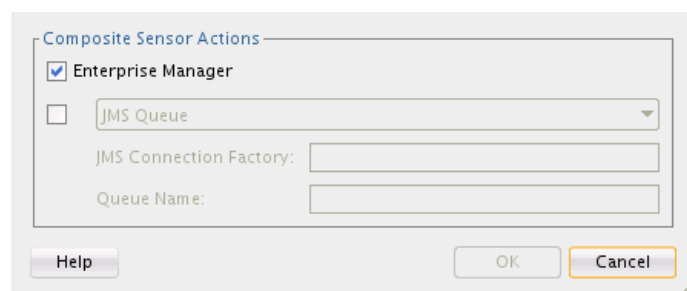 Composite Sensor Actions
Enterprise Manager
JMS Queue
JMS Connection Factory:
Queue Name:
Help OK Cancel